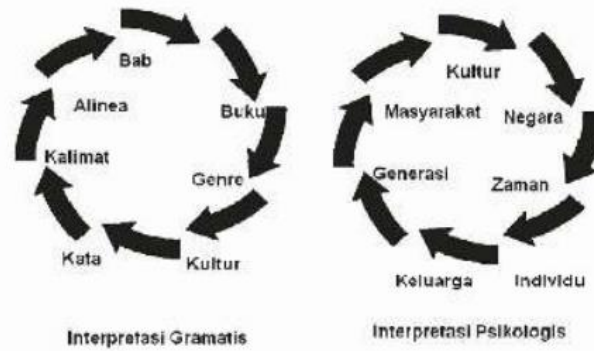 Bab
Buku
Genre
Kultur
Kata
Kalimat
Alinea
Interpretasi Gramatis
Kultur
Negara
Zaman
Individu
Keluarga
Generasi
Masyarakat
Interpretasi Psikologis